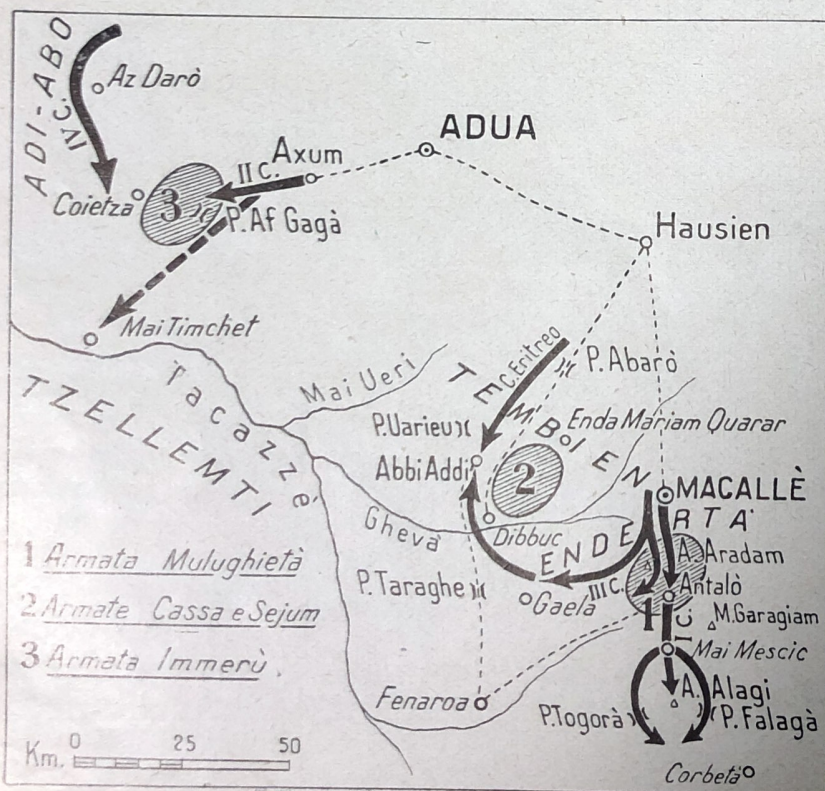 ADI-ABO
IV C.
Az Darò
ADUA
Axum
II C.
Coietza
3
P. Af Gagà
Hausien
Mai Timchet
C. Eritreo
P. Abarò
Mai Ueri
TEMBIEN
Tacazzè
TZELLEMTI
P. Uarieu
Enda Mariam Quarar
Abbi Addi
2
MACALLÈ
Ghevà
Dibbuc
ENDERTA'
A. Aradam
P. Taraghe
Gaela
III C.
Antalò
1
I C.
M. Garagiam
Mai Mescic
1 Armata Mulughietà
2 Armate Cassa e Sejum
3 Armata Immerù
Fenaroa
A. Alagi
P. Togorà
P. Falagà
Km. 0 25 50
Corbetà